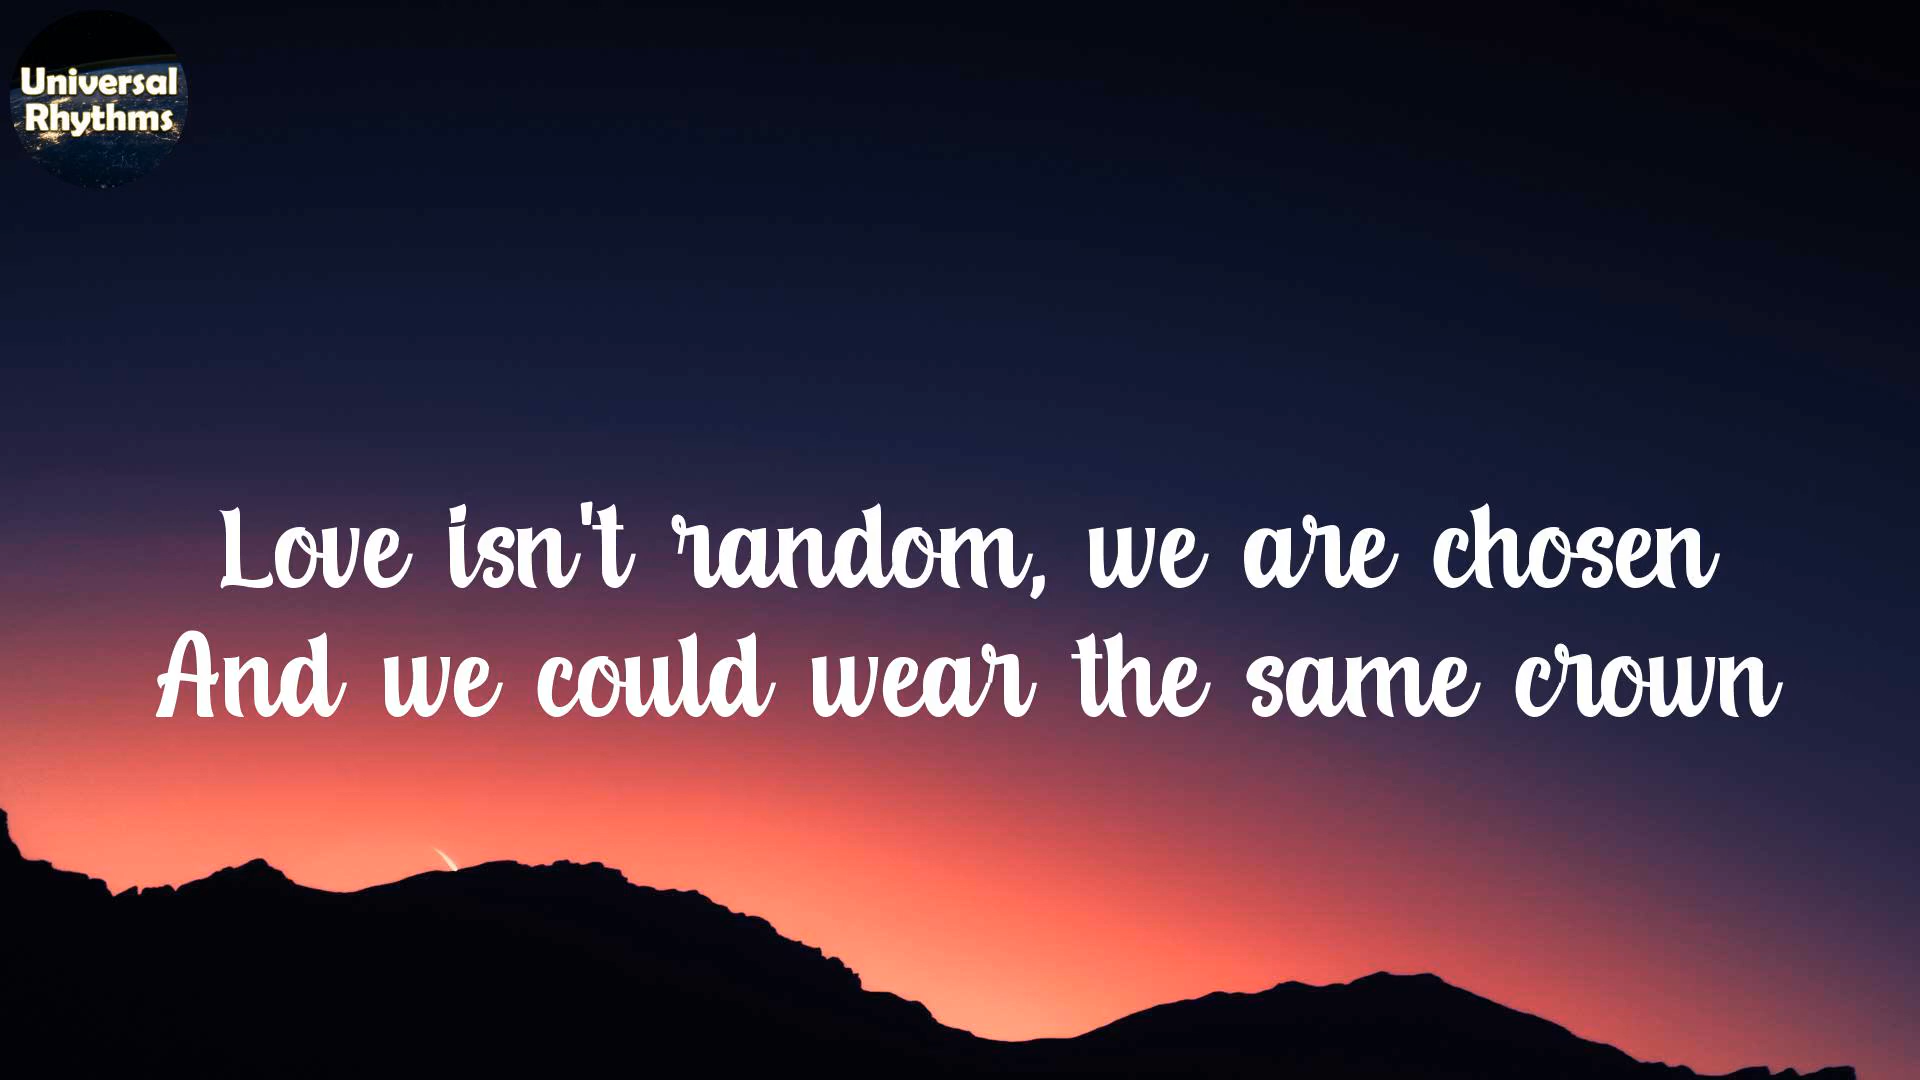 Universal
Rhythms
Love isn't random, we are chosen
And we could wear the same crown